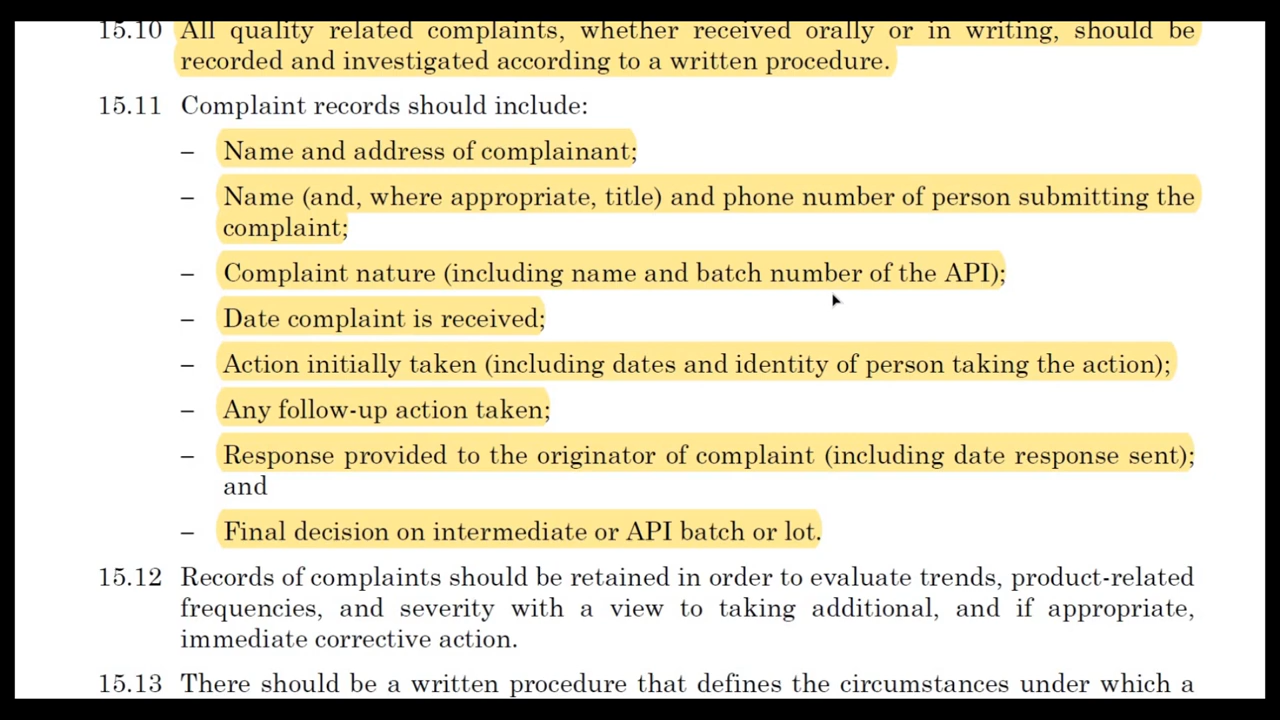 15.10 All quality related complaints, whether received orally or in writing, should be
recorded and investigated according to a written procedure.
15.11 Complaint records should include:
– Name and address of complainant;
– Name (and, where appropriate, title) and phone number of person submitting the
complaint;
– Complaint nature (including name and batch number of the API);
– Date complaint is received;
– Action initially taken (including dates and identity of person taking the action);
– Any follow-up action taken;
– Response provided to the originator of complaint (including date response sent);
and
– Final decision on intermediate or API batch or lot.
15.12 Records of complaints should be retained in order to evaluate trends, product-related
frequencies, and severity with a view to taking additional, and if appropriate,
immediate corrective action.
15.13 There should be a written procedure that defines the circumstances under which a